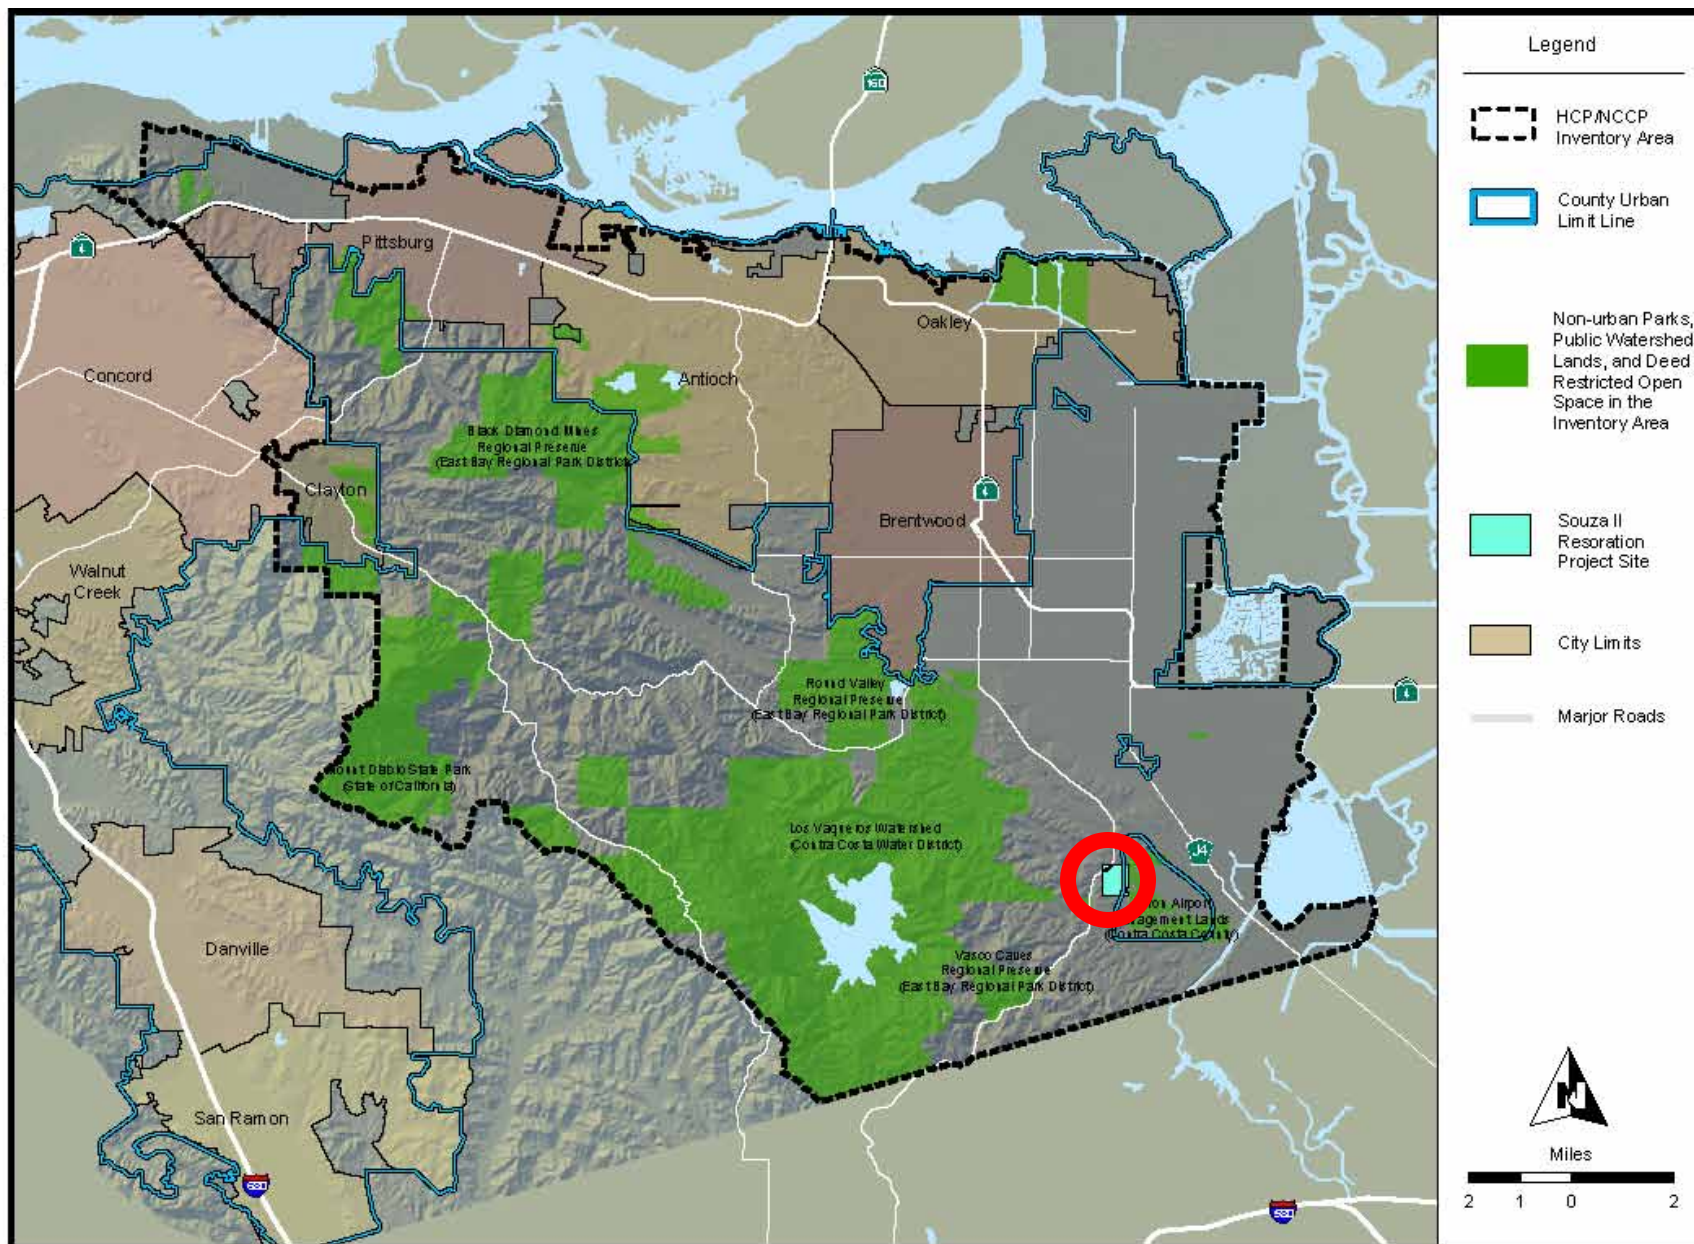 160
4
Pittsburg
Oakley
Concord
Antioch
Black Diamond Mines
Regional Preserve
(East Bay Regional Park District)
Clayton
4
Brentwood
Walnut
Creek
Round Valley
Regional Preserve
(East Bay Regional Park District)
4
Mount Diablo State Park
(State of California)
Los Vaqueros Watershed
(Contra Costa Water District)
J4
Airport
Lands
(Contra Costa County)
Danville
Vasco Caves
Regional Preserve
(East Bay Regional Park District)
San Ramon
680
580
Legend
HCP/NCCP
Inventory Area
County Urban
Limit Line
Non-urban Parks,
Public Watershed
Lands, and Deed
Restricted Open
Space in the
Inventory Area
Souza II
Resoration
Project Site
City Limits
Marjor Roads
N
Miles
2 1 0 2